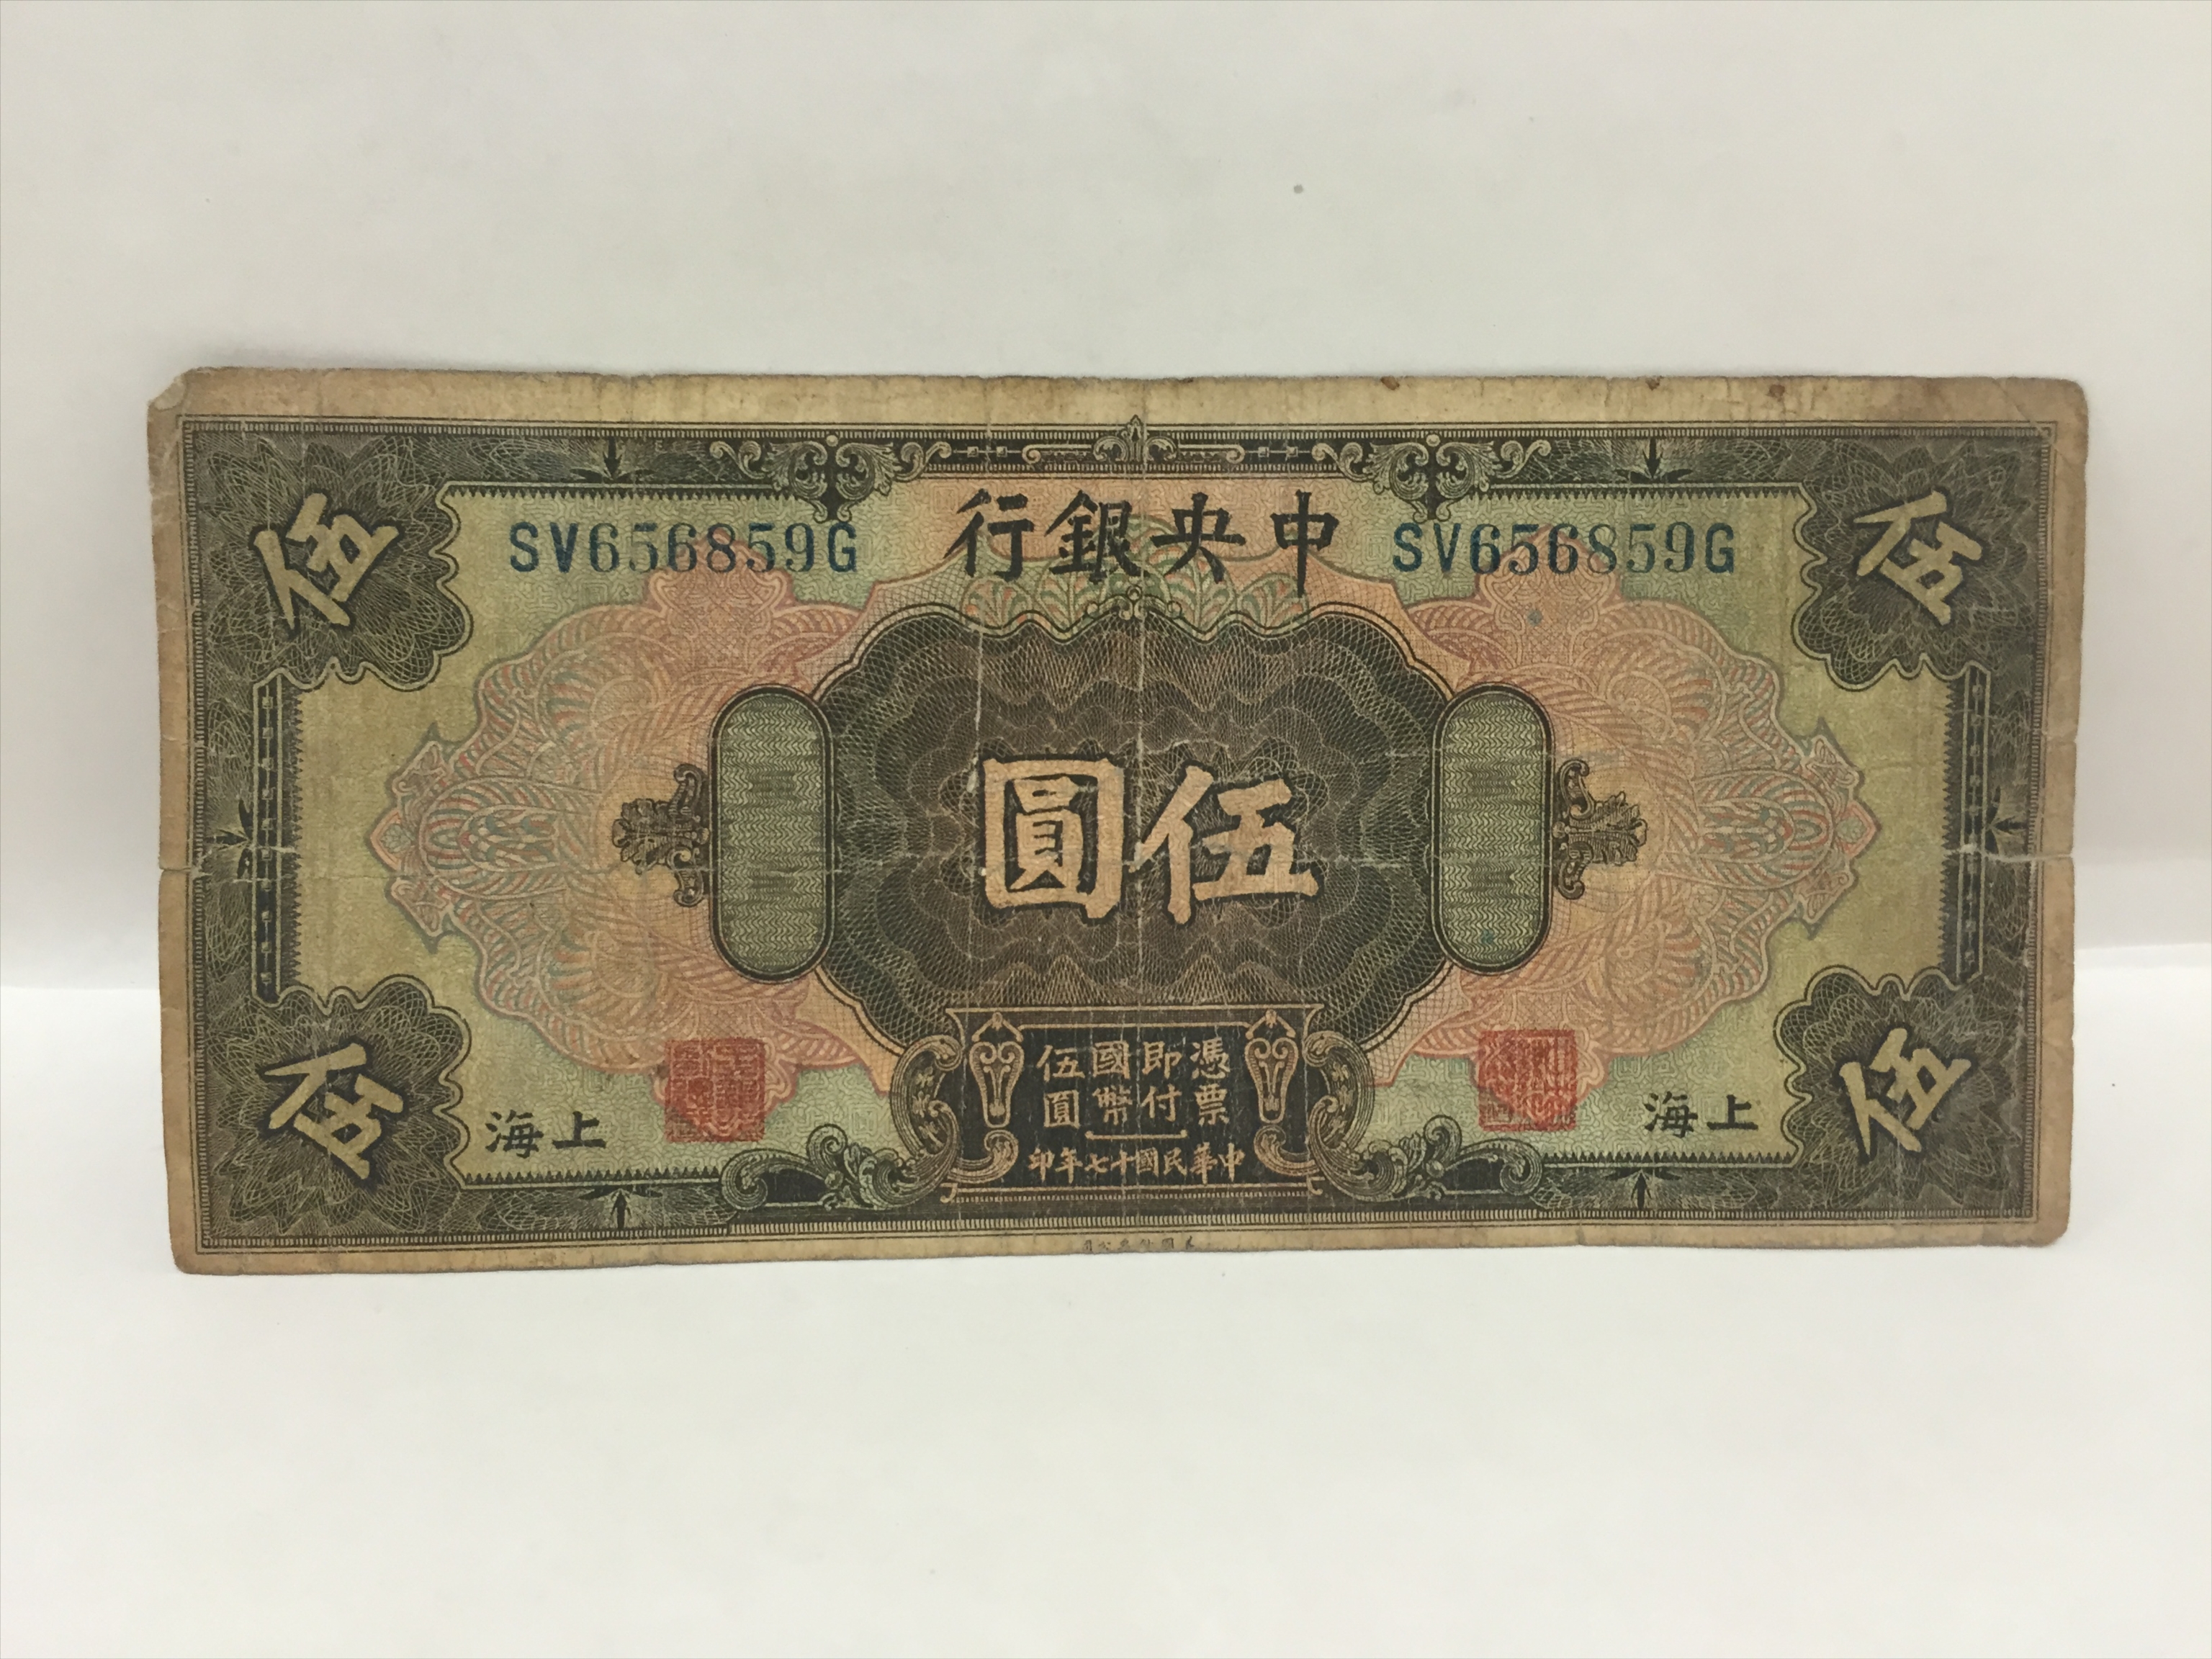 中央銀行
SV656859G
SV656859G
伍
伍
伍圓
憑票
即付
國幣
伍圓
中華民國十七年印
上海
上海
伍
伍